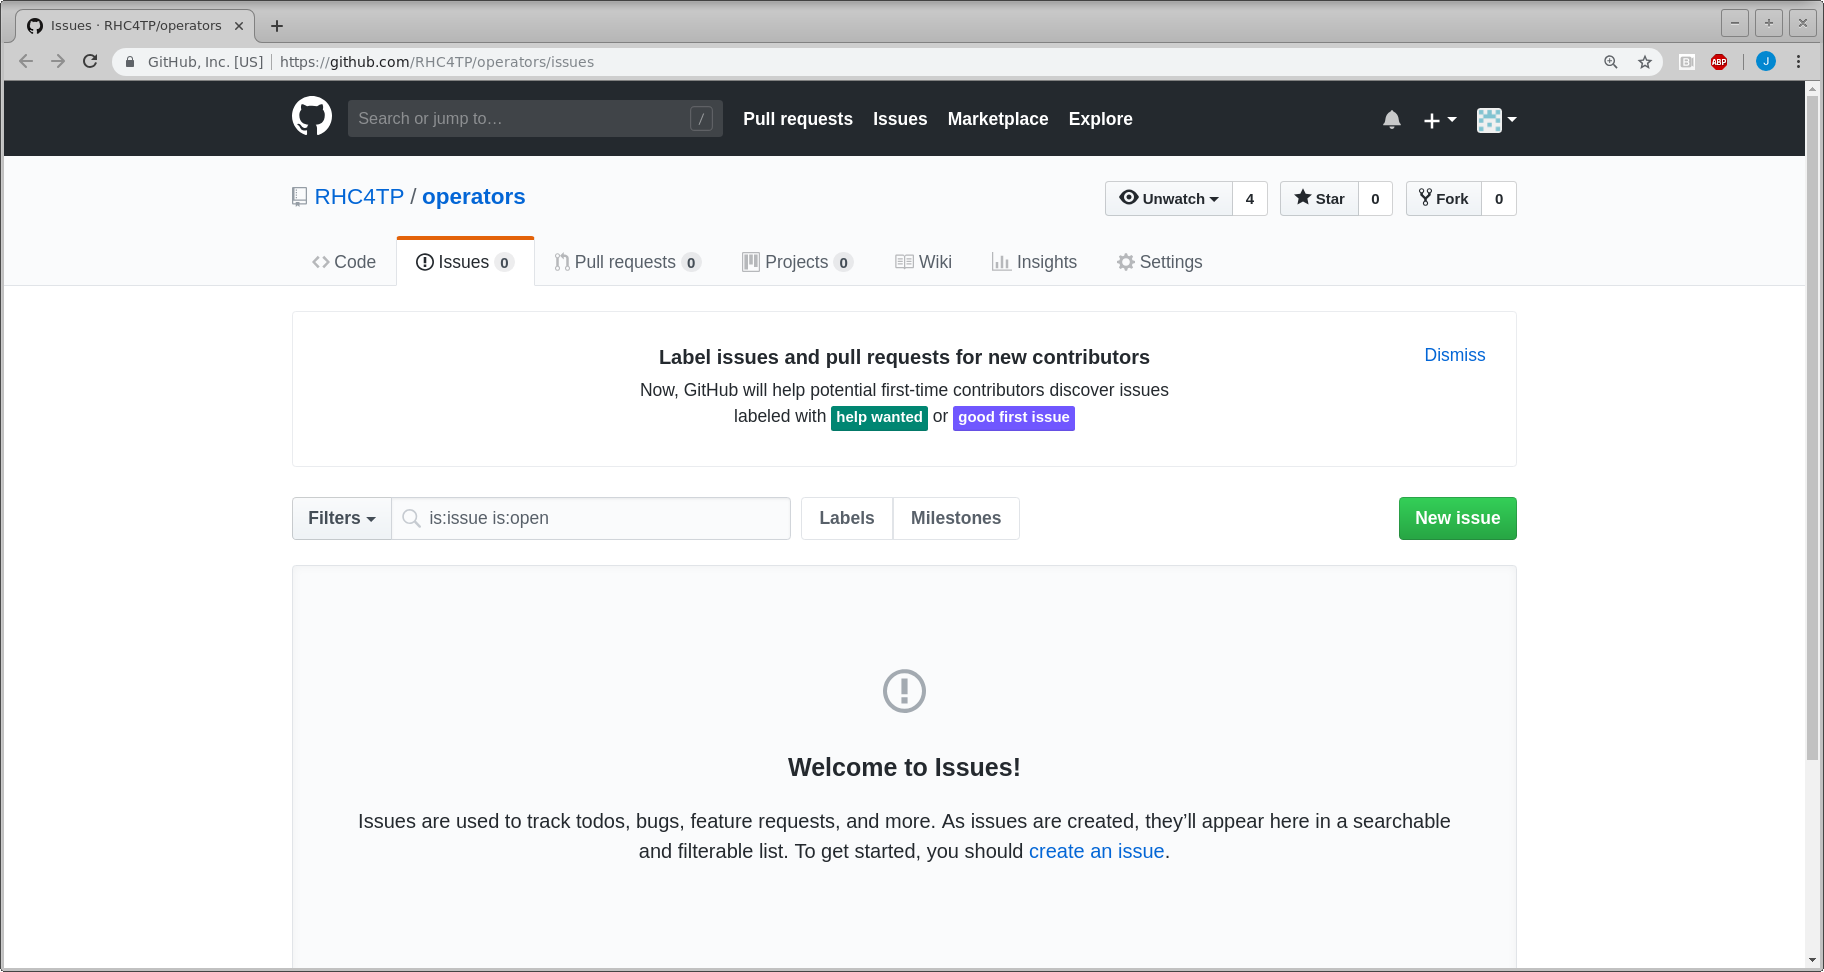 Issues · RHC4TP/operators
GitHub, Inc. [US] https://github.com/RHC4TP/operators/issues
ABP
J
Search or jump to… /
Pull requests Issues Marketplace Explore
RHC4TP / operators
Unwatch 4 Star 0 Fork 0
Code Issues 0 Pull requests 0 Projects 0 Wiki Insights Settings
Label issues and pull requests for new contributors
Dismiss
Now, GitHub will help potential first-time contributors discover issues
labeled with help wanted or good first issue
Filters is:issue is:open Labels Milestones New issue
Welcome to Issues!
Issues are used to track todos, bugs, feature requests, and more. As issues are created, they’ll appear here in a searchable
and filterable list. To get started, you should create an issue.